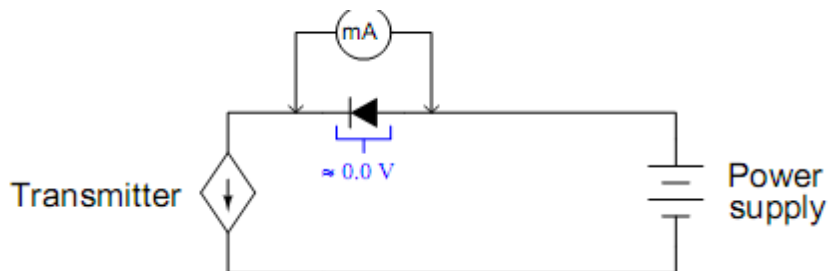 mA
≈ 0.0 V
Transmitter
Power
supply